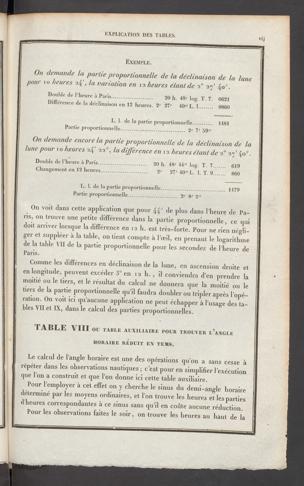 EXPLICATION DES TABLES. vij
EXEMPLE.
On demande la partie proportionnelle de la déclinaison de la lune
pour 10 heures 24', la variation en 12 heures étant de 2° 27' 40".
Double de l'heure à Paris........ 20 h. 48' log. T. T. 0621
Différence de la déclinaison en 12 heures. 2° 27' 40" L. l......... 0860
L. l. de la partie proportionnelle......... 1481
Partie proportionnelle......... 2° 7' 59"
On demande encore la partie proportionnelle de la déclinaison de la
lune pour 10 heures 24' 22", la différence en 12 heures étant de 2° 27' 40".
Double de l'heure à Paris......... 20 h. 48' 44" log. T. T....... 619
Changement en 12 heures......... 2° 27' 40" L. l. T. 9....... 860
L. l. de la partie proportionnelle......... 1479
Partie proportionnelle......... 2° 8' 2"
On voit dans cette application que pour 44" de plus dans l'heure de Pa-
ris, on trouve une petite différence dans la partie proportionnelle, ce qui
doit arriver lorsque la différence en 12 h. est très-forte. Pour ne rien négli-
ger et suppléer à la table, on tient compte à l'œil, en prenant le logarithme
de la table VII de la partie proportionnelle pour les secondes de l'heure de
Paris.
Comme les différences en déclinaison de la lune, en ascension droite et
en longitude, peuvent excéder 3° en 12 h., il conviendra d'en prendre la
moitié ou le tiers, et le résultat du calcul ne donnera que la moitié ou le
tiers de la partie proportionnelle qu'il faudra doubler ou tripler après l'opé-
ration. On voit ici qu'aucune application ne peut échapper à l'usage des ta-
bles VII et IX, dans le calcul des parties proportionnelles.
TABLE VIII OU TABLE AUXILIAIRE POUR TROUVER L'ANGLE
HORAIRE RÉDUIT EN TEMS.
Le calcul de l'angle horaire est une des opérations qu'on a sans cesse à
répéter dans les observations nautiques; c'est pour en simplifier l'exécution
que l'on a construit et que l'on donne ici cette table auxiliaire.
Pour l'employer à cet effet on y cherche le sinus du demi-angle horaire
déterminé par les moyens ordinaires, et l'on trouve les heures et les parties
d'heures correspondantes à ce sinus sans qu'il en coûte aucune réduction.
Pour les observations faites le soir, on trouve les heures au haut de la